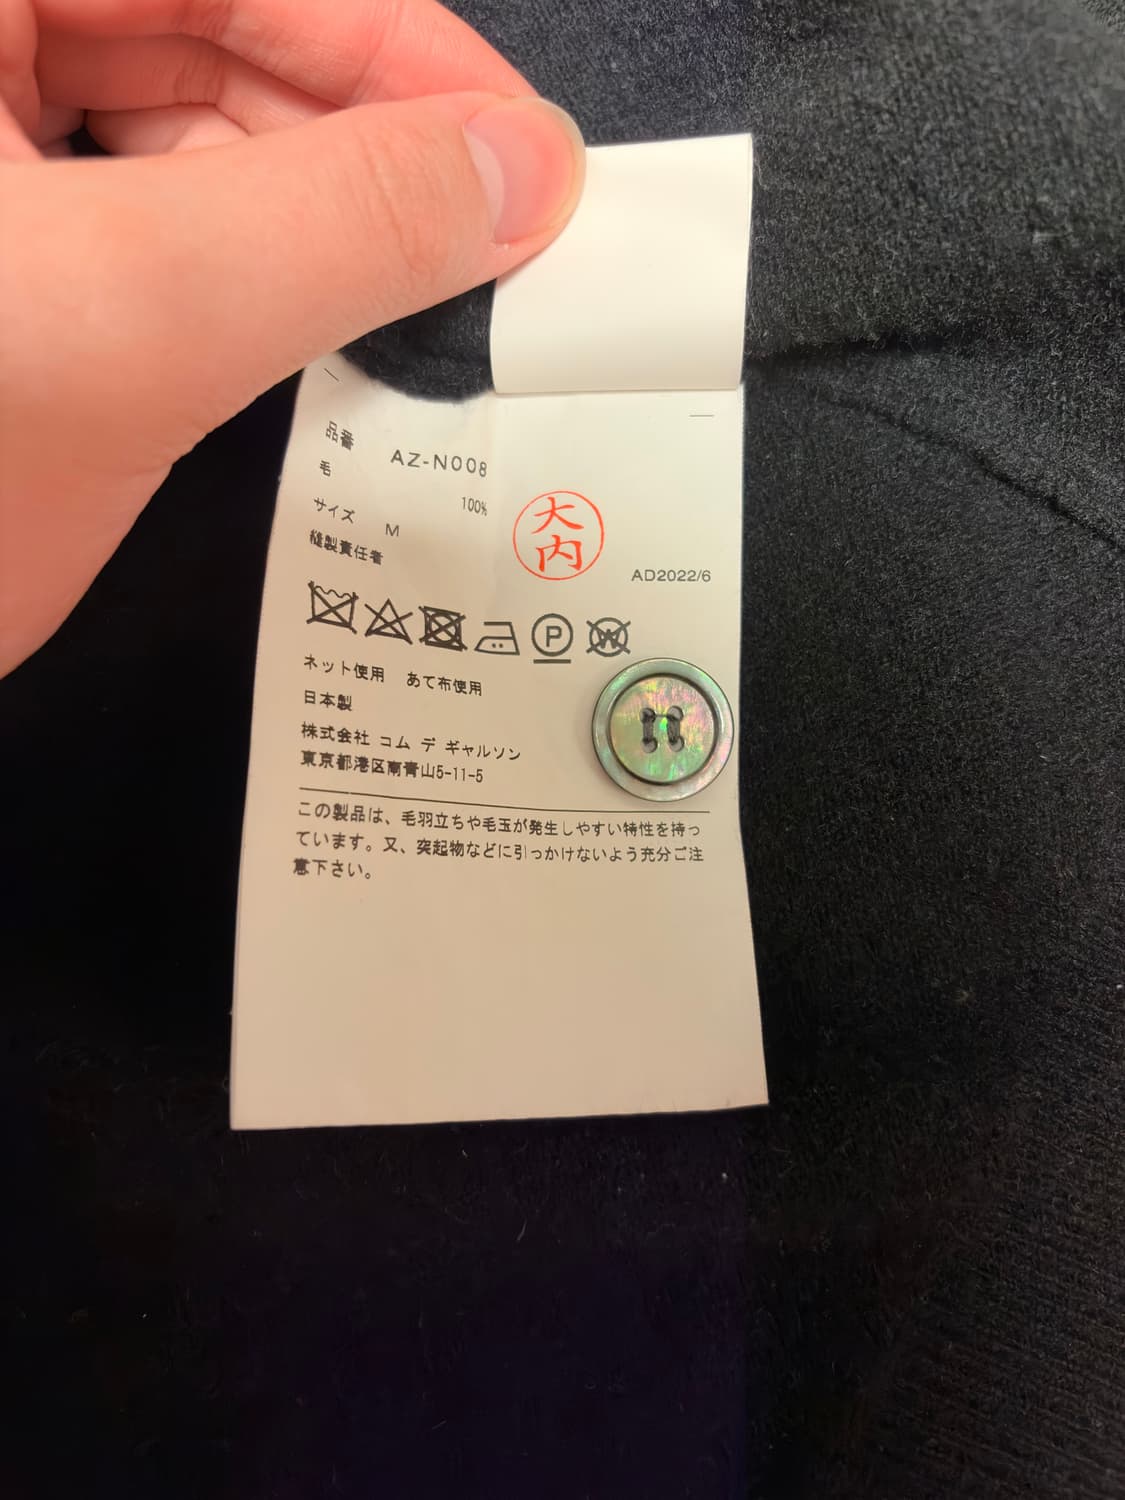 品番 AZ-N008
毛 100%
サイズ M
縫製責任者
大内
AD2022/6
P
W
ネット使用 あて布使用
日本製
株式会社 コム デ ギャルソン
東京都港区南青山5-11-5
この製品は、毛羽立ちや毛玉が発生しやすい特性を持っ
ています。又、突起物などに引っかけないよう充分ご注
意下さい。